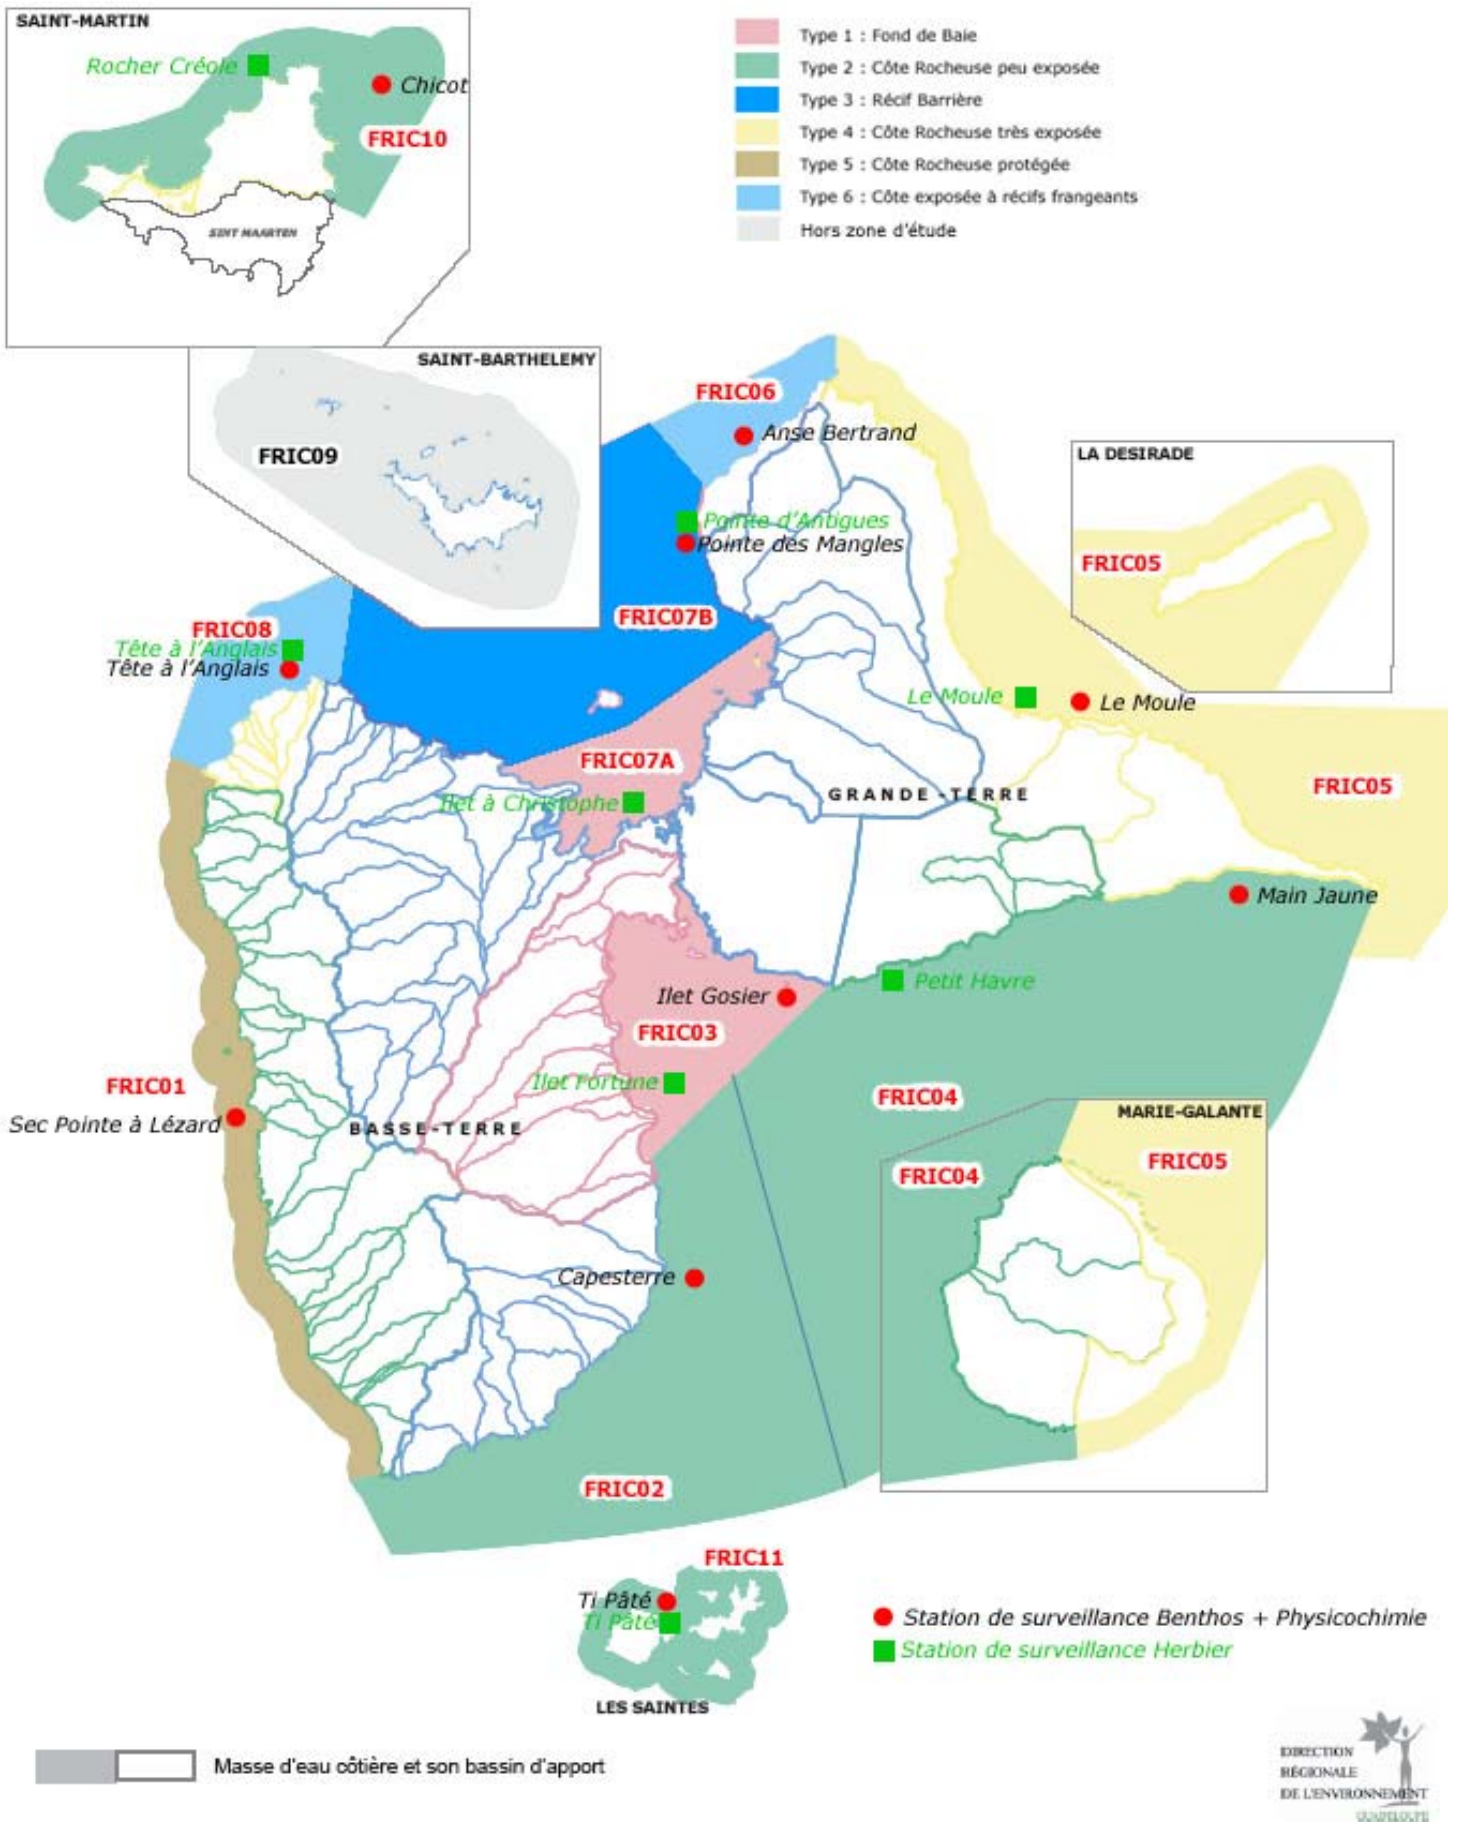 SAINT-MARTIN
Rocher Créole
Chicot
FRIC10
SINT MAARTEN
Type 1 : Fond de Baie
Type 2 : Côte Rocheuse peu exposée
Type 3 : Récif Barrière
Type 4 : Côte Rocheuse très exposée
Type 5 : Côte Rocheuse protégée
Type 6 : Côte exposée à récifs frangeants
Hors zone d'étude
SAINT-BARTHELEMY
FRIC09
FRIC06
Anse Bertrand
LA DESIRADE
FRIC05
Pointe d'Antigues
Pointe des Mangles
FRIC07B
FRIC08
Tête à l'Anglais
Tête à l'Anglais
Le Moule
Le Moule
FRIC07A
Ilet à Christophe
GRANDE-TERRE
FRIC05
Main Jaune
Petit Havre
Ilet Gosier
FRIC03
Ilet Fortune
FRIC01
Sec Pointe à Lézard
BASSE-TERRE
FRIC04
MARIE-GALANTE
FRIC05
FRIC04
Capesterre
FRIC02
FRIC11
Ti Pâté
Ti Pâté
LES SAINTES
Station de surveillance Benthos + Physicochimie
Station de surveillance Herbier
Masse d'eau côtière et son bassin d'apport
DIRECTION
RÉGIONALE
DE L'ENVIRONNEMENT
GUADELOUPE